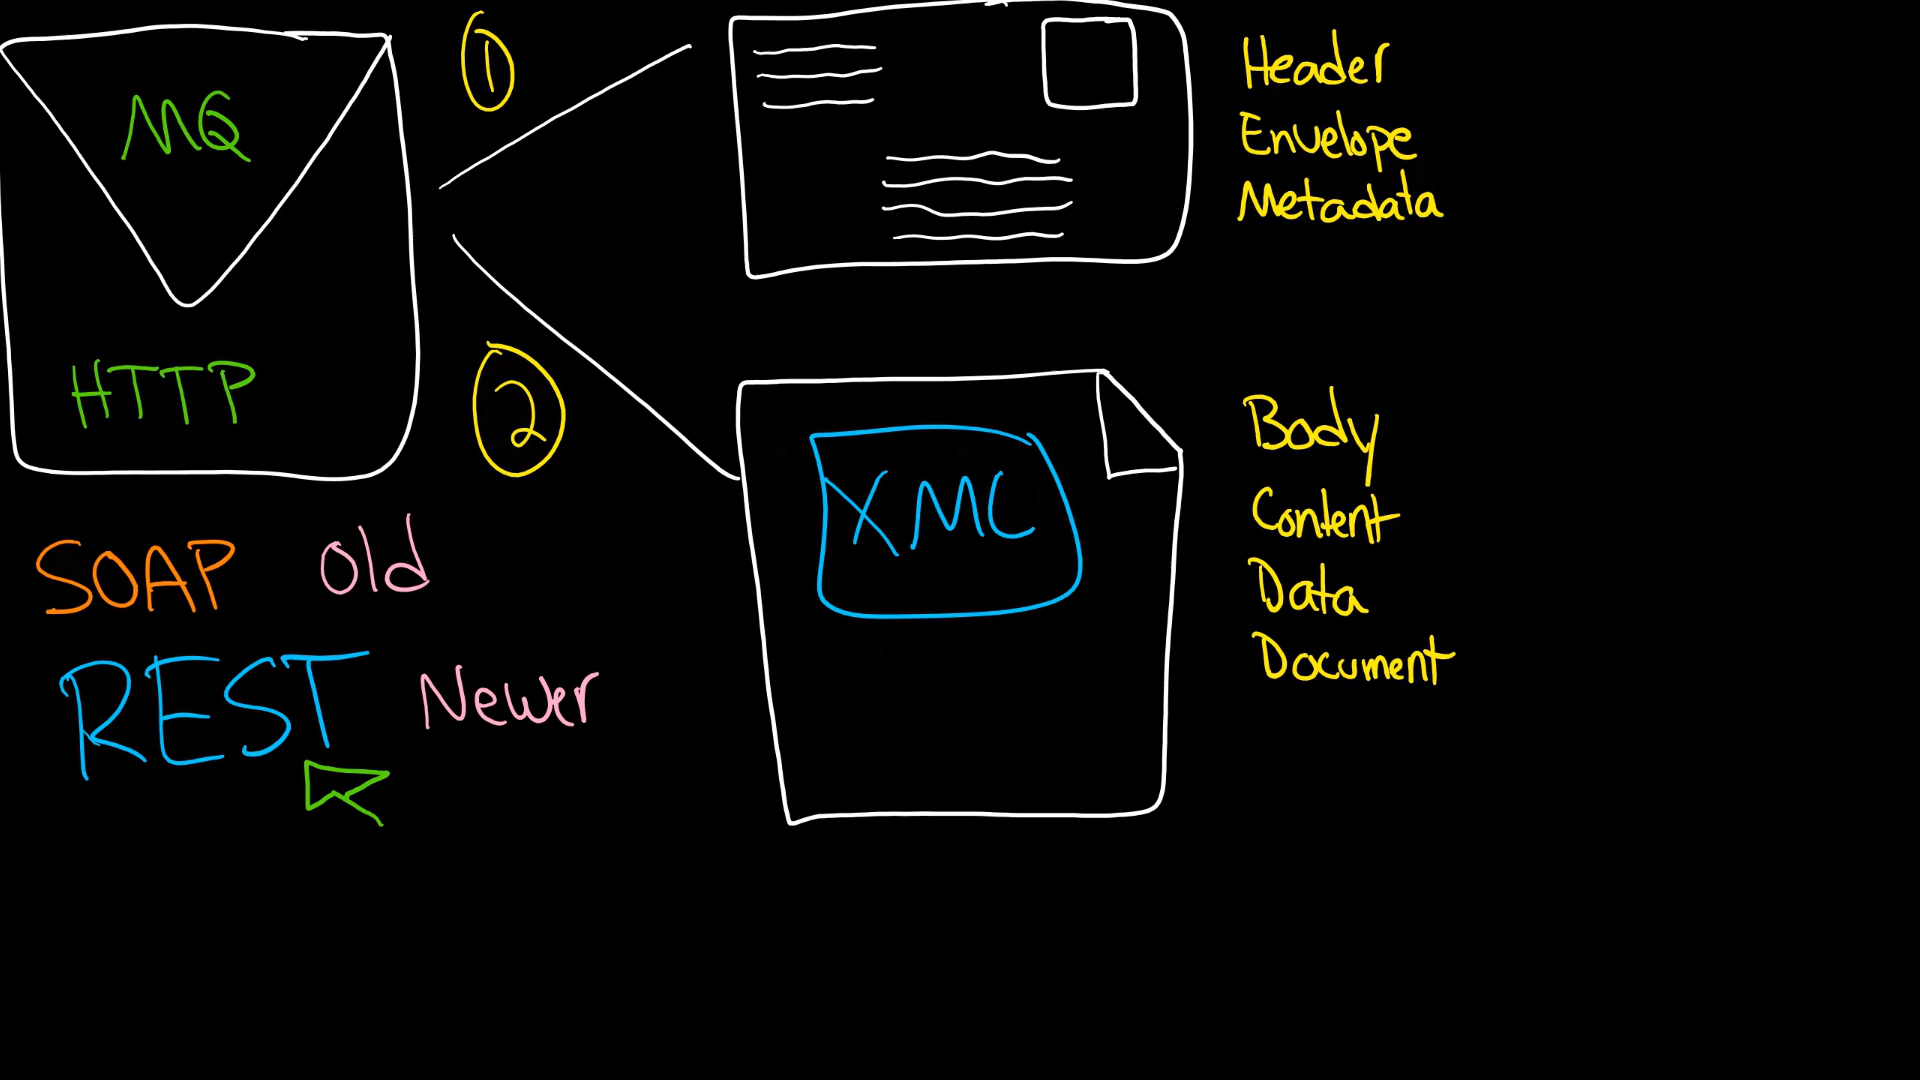 MQ
HTTP
1
2
SOAP Old
REST Newer
Header
Envelope
Metadata
XML
Body
Content
Data
Document